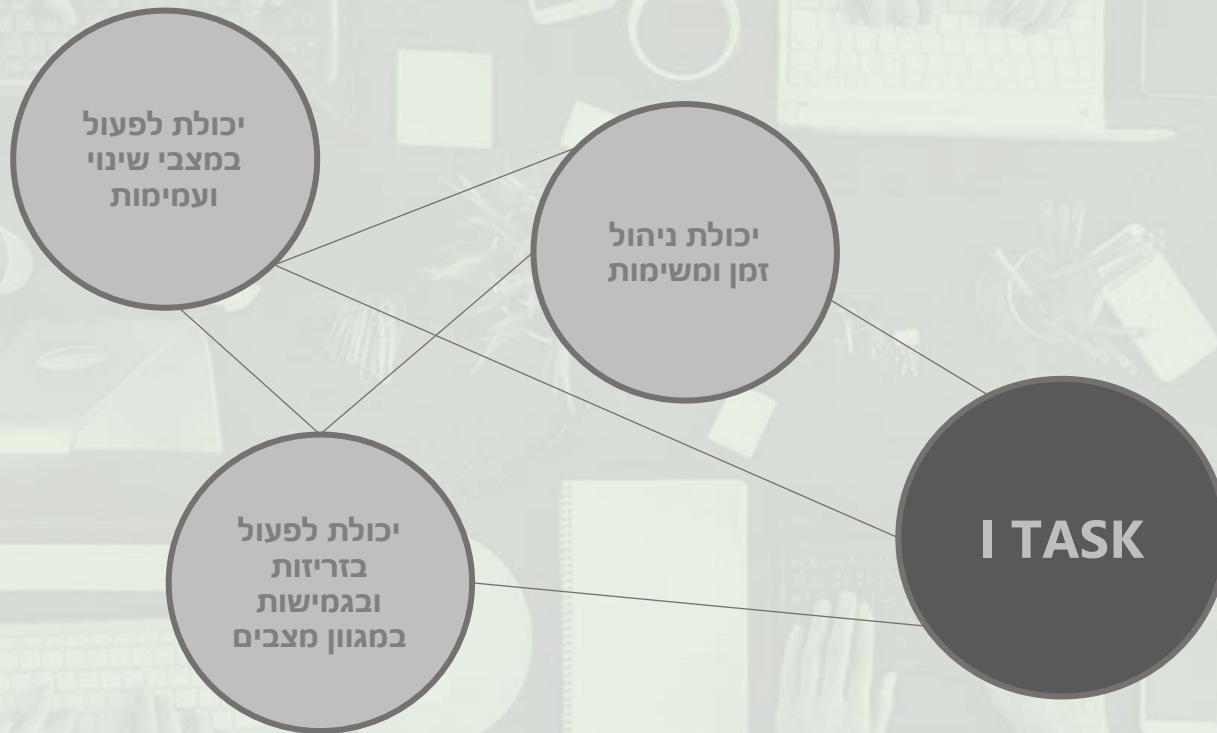 יכולת לפעול
במצבי שינוי
ועמימות
יכולת ניהול
זמן ומשימות
יכולת לפעול
בזריזות
ובגמישות
במגוון מצבים
I TASK